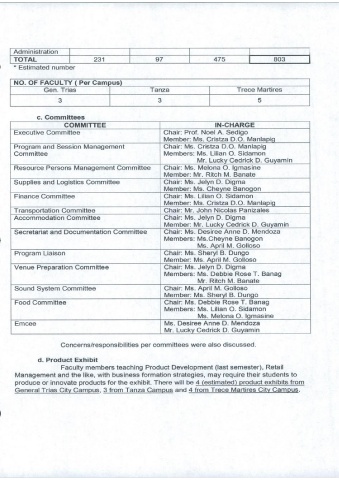 Administration
TOTAL 231 97 475 803
* Estimated number
NO. OF FACULTY ( Per Campus)
Gen. Trias Tanza Trece Martires
3 3 5
c. Committees
COMMITTEE IN-CHARGE
Executive Committee Chair: Prof. Noel A. Sedigo
Member: Ms. Cristza D.O. Manlapig
Program and Session Management Chair: Ms. Cristza D.O. Manlapig
Committee Members: Ms. Lilian O. Sidamon
Mr. Lucky Cedrick D. Guyamin
Resource Persons Management Committee Chair: Ms. Melona O. Igmasine
Member: Mr. Ritch M. Banate
Supplies and Logistics Committee Chair: Ms. Jelyn D. Digma
Member: Ms. Cheyne Banogon
Finance Committee Chair: Ms. Lilian O. Sidamon
Member: Ms. Cristza D.O. Manlapig
Transportation Committee Chair: Mr. John Nicolas Panizales
Accommodation Committee Chair: Ms. Jelyn D. Digma
Member: Mr. Lucky Cedrick D. Guyamin
Secretariat and Documentation Committee Chair: Ms. Desiree Anne D. Mendoza
Members: Ms.Cheyne Banogon
Ms. April M. Golloso
Program Liaison Chair: Ms. Sheryl B. Dungo
Member: Ms. April M. Golloso
Venue Preparation Committee Chair: Ms. Jelyn D. Digma
Members: Ms. Debbie Rose T. Banag
Mr. Ritch M. Banate
Sound System Committee Chair: Ms. April M. Golloso
Member: Ms. Sheryl B. Dungo
Food Committee Chair: Ms. Debbie Rose T. Banag
Members: Ms. Lilian O. Sidamon
Ms. Melona O. Igmasine
Emcee Ms. Desiree Anne D. Mendoza
Mr. Lucky Cedrick D. Guyamin
Concerns/responsibilities per committees were also discussed.
d. Product Exhibit
Faculty members teaching Product Development (last semester), Retail
Management and the like, with business formation strategies, may require their students to
produce or innovate products for the exhibit. There will be 4 (estimated) product exhibits from
General Trias City Campus, 3 from Tanza Campus and 4 from Trece Martires City Campus.